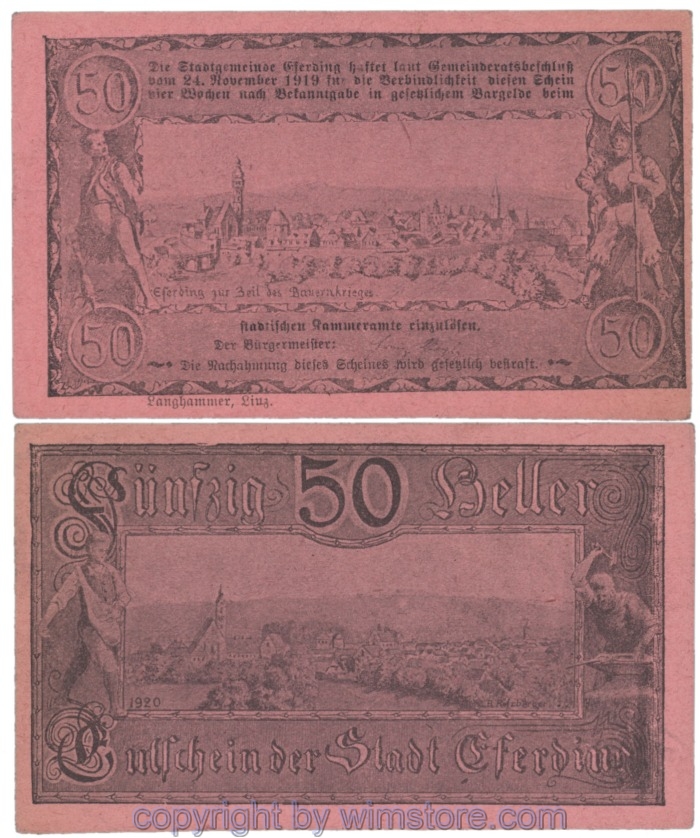 50
50
Die Stadtgemeinde Eferding haftet laut Gemeinderatsbeschluß
vom 24. November 1919 für die Verbindlichkeit diesen Schein
vier Wochen nach Bekanntgabe in gesetzlichem Bargelde beim
Eferding zur Zeit des Bauernkrieges.
50
50
städtischen Kammeramte einzulösen.
Der Bürgermeister:
Die Nachahmung dieses Scheines wird gesetzlich bestraft.
Langhammer, Linz.
Fünfzig 50 Heller
1920
Gutschein der Stadt Eferding
copyright by wimstore.com